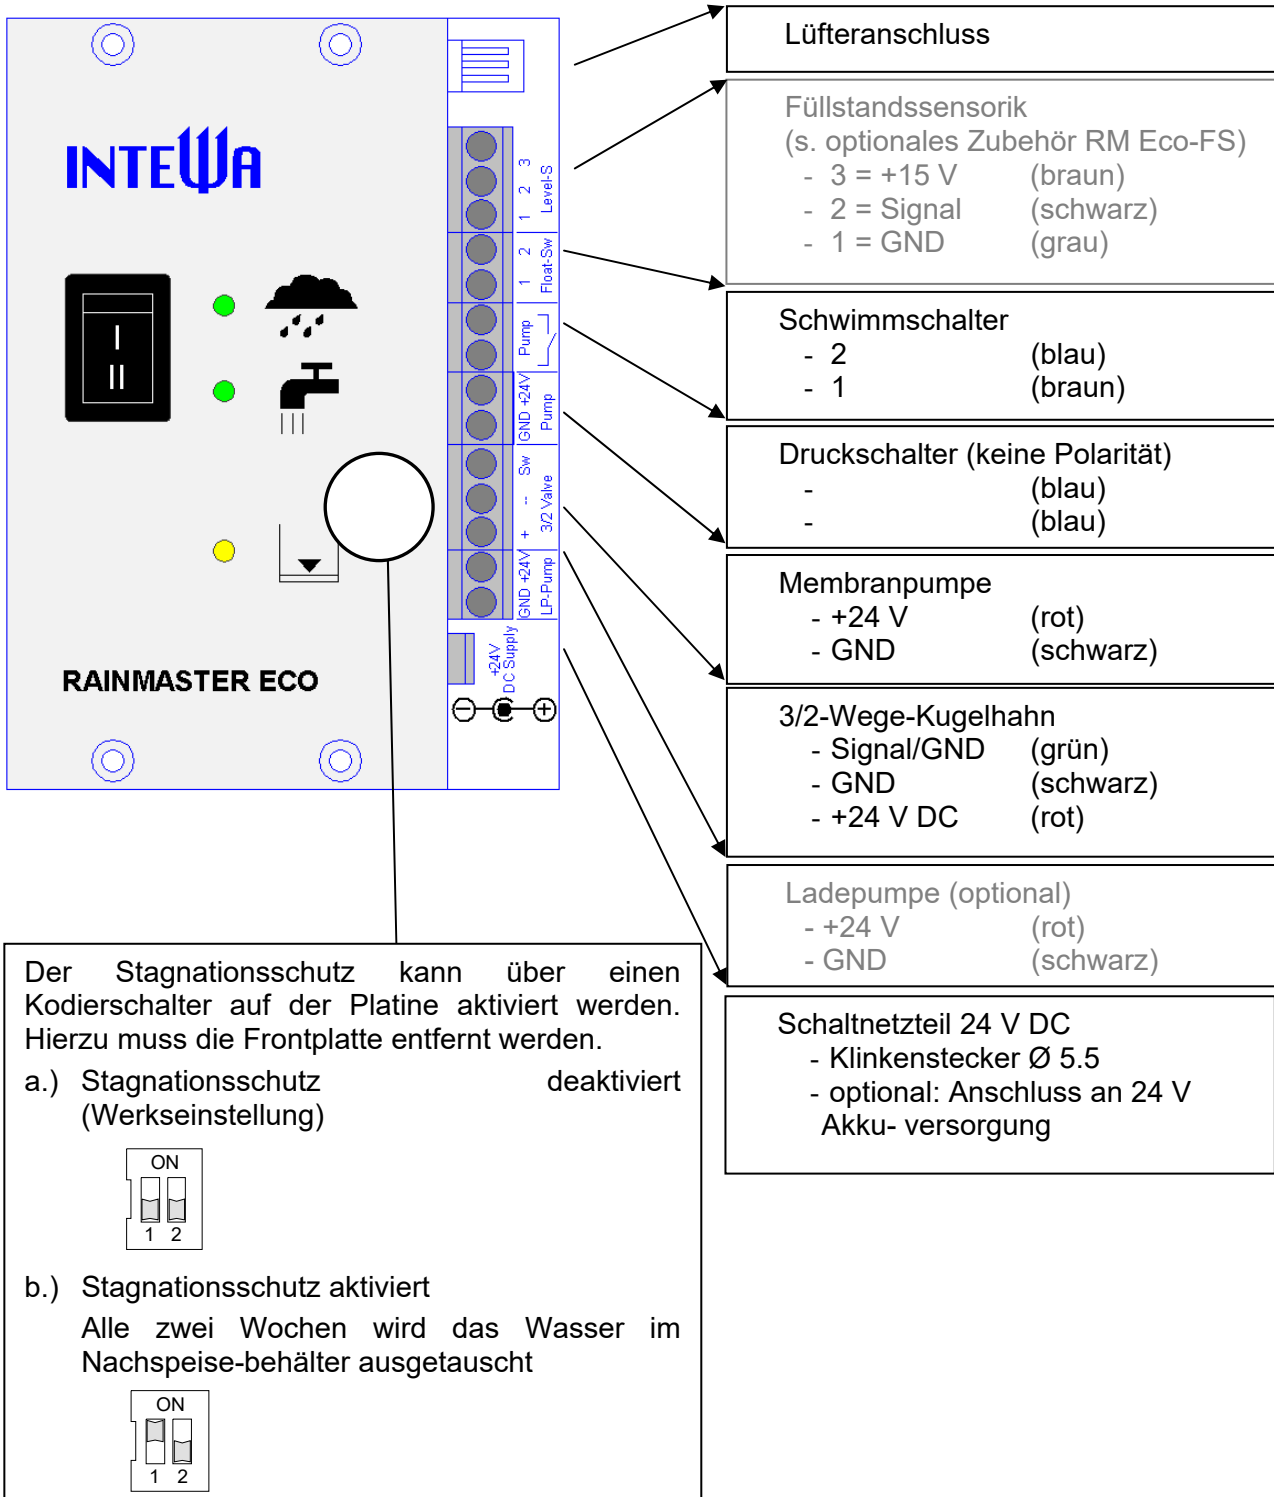 INTEWA
I
II
RAINMASTER ECO
1 2 3
Level-S
1 2
Float-Sw
Pump
GND +24V
Pump
+ -- Sw
3/2 Valve
GND +24V
LP-Pump
+24V
DC Supply
Lüfteranschluss
Füllstandssensorik
(s. optionales Zubehör RM Eco-FS)
- 3 = +15 V (braun)
- 2 = Signal (schwarz)
- 1 = GND (grau)
Schwimmschalter
- 2 (blau)
- 1 (braun)
Druckschalter (keine Polarität)
- (blau)
- (blau)
Membranpumpe
- +24 V (rot)
- GND (schwarz)
3/2-Wege-Kugelhahn
- Signal/GND (grün)
- GND (schwarz)
- +24 V DC (rot)
Ladepumpe (optional)
- +24 V (rot)
- GND (schwarz)
Schaltnetzteil 24 V DC
- Klinkenstecker Ø 5.5
- optional: Anschluss an 24 V
Akku- versorgung
Der Stagnationsschutz kann über einen
Kodierschalter auf der Platine aktiviert werden.
Hierzu muss die Frontplatte entfernt werden.
a.) Stagnationsschutz deaktiviert
(Werkseinstellung)
ON
1 2
b.) Stagnationsschutz aktiviert
Alle zwei Wochen wird das Wasser im
Nachspeise-behälter ausgetauscht
ON
1 2